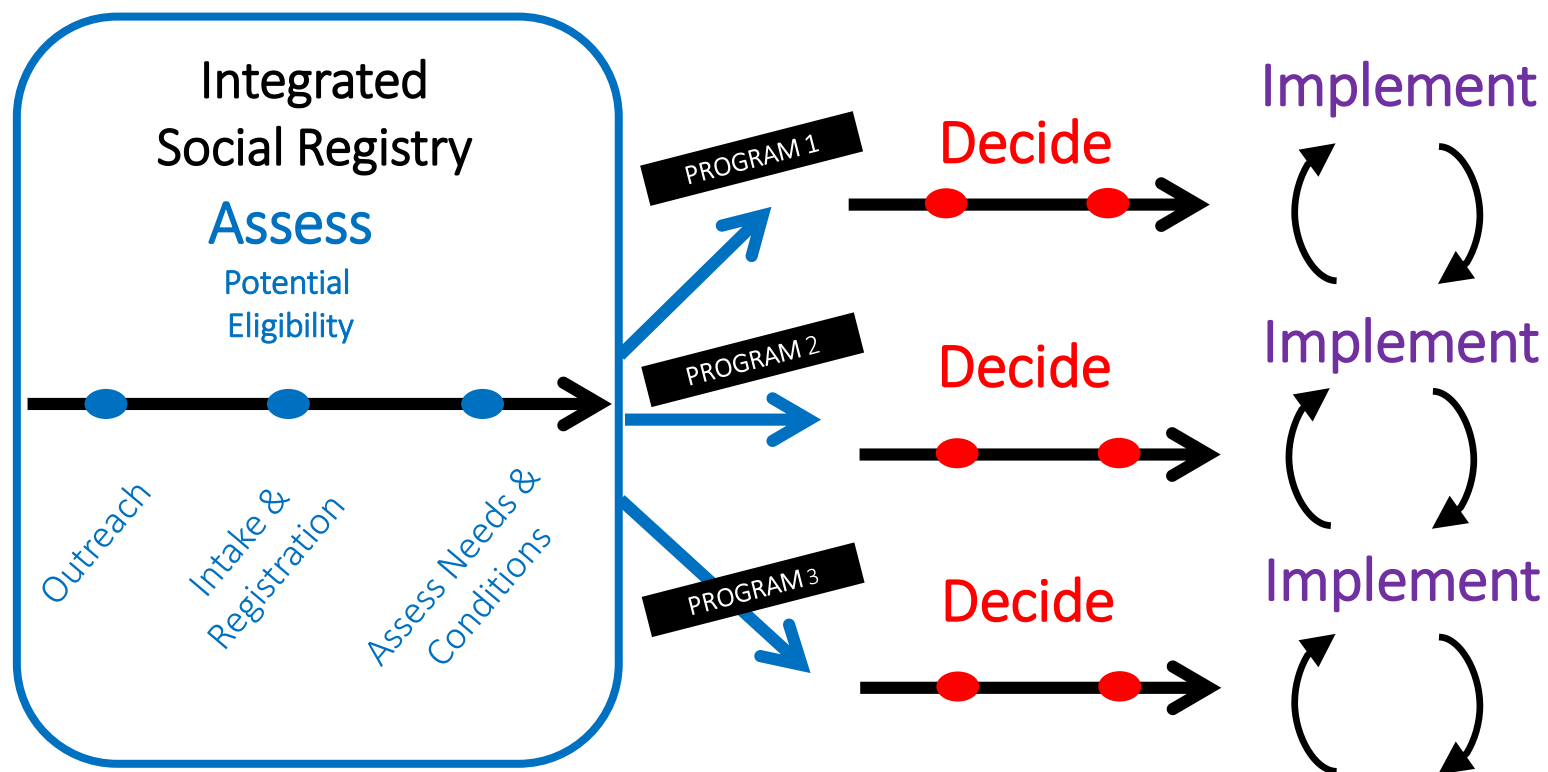 Integrated
Social Registry
Assess
Potential
Eligibility
Outreach
Intake &
Registration
Assess Needs &
Conditions
PROGRAM 1
Decide
Implement
PROGRAM 2
Decide
Implement
PROGRAM 3
Decide
Implement